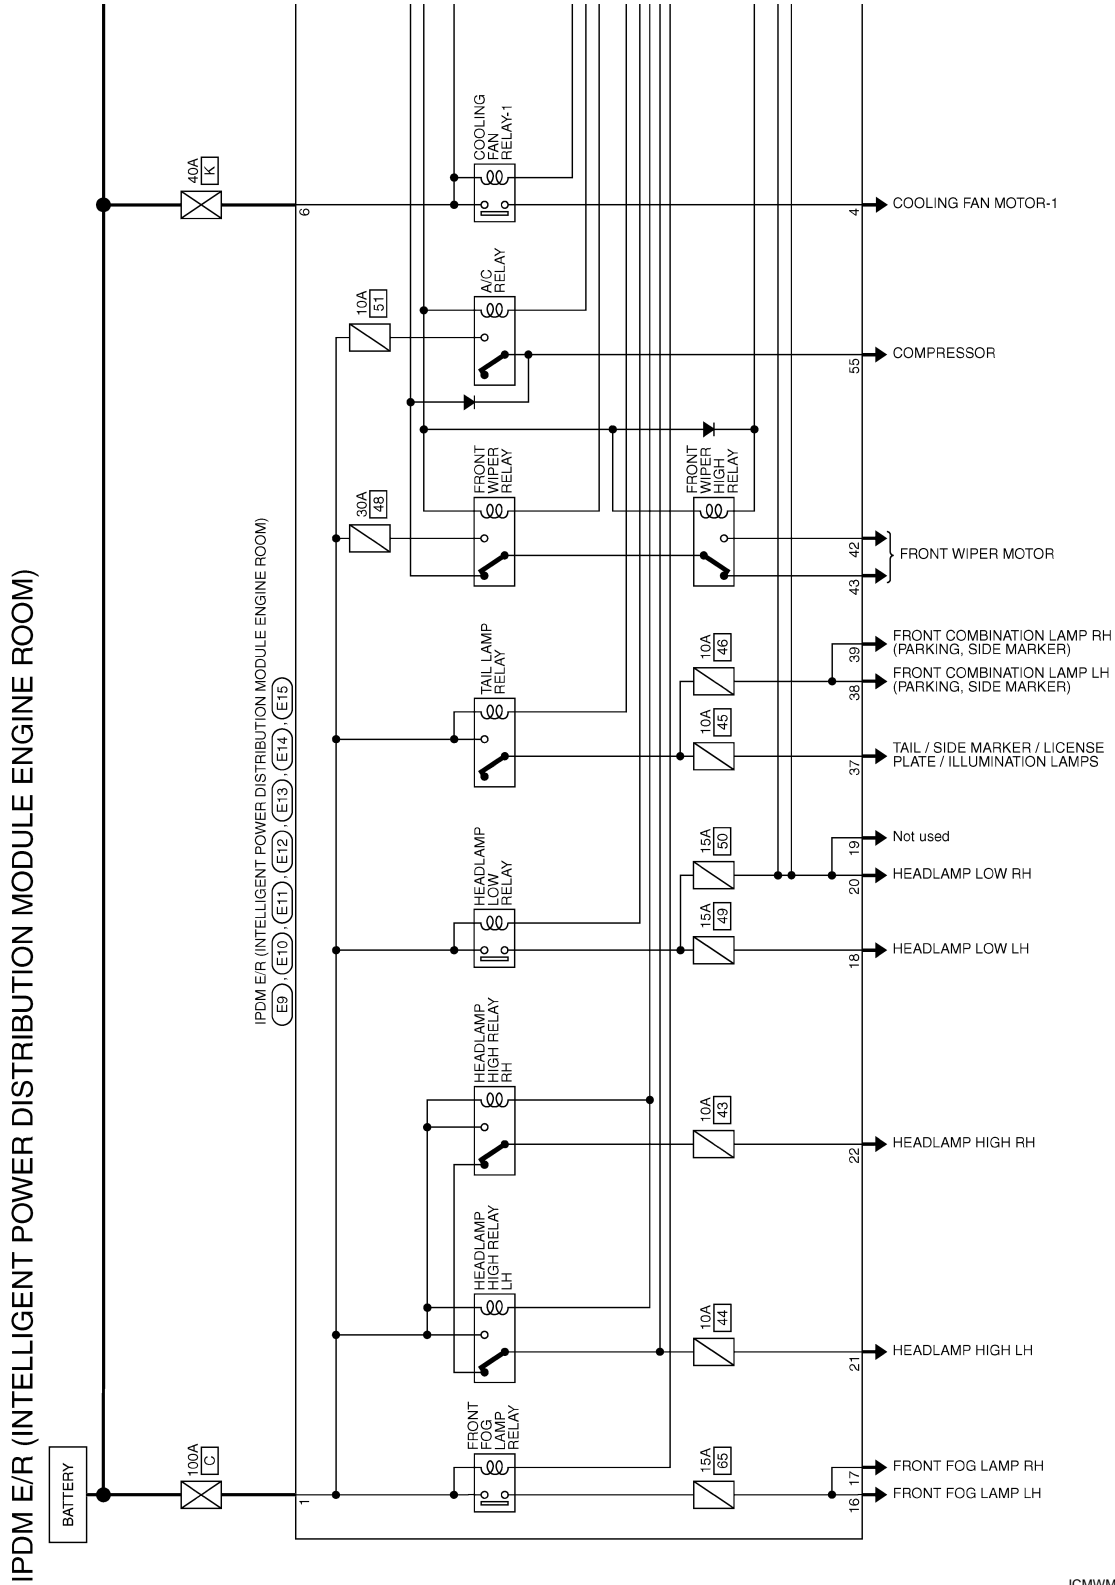 IPDM E/R (INTELLIGENT POWER DISTRIBUTION MODULE ENGINE ROOM)
BATTERY
100A
C
40A
K
IPDM E/R (INTELLIGENT POWER DISTRIBUTION MODULE ENGINE ROOM)
E9 , E10 , E11 , E12 , E13 , E14 , E15
1
6
10A
51
30A
48
COOLING
FAN
RELAY-1
A/C
RELAY
FRONT
WIPER
RELAY
FRONT
WIPER
HIGH
RELAY
TAIL LAMP
RELAY
HEADLAMP
LOW
RELAY
HEADLAMP
HIGH RELAY
RH
HEADLAMP
HIGH RELAY
LH
FRONT
FOG
LAMP
RELAY
10A
46
10A
45
15A
50
15A
49
10A
43
10A
44
15A
65
4
COOLING FAN MOTOR-1
55
COMPRESSOR
42
43
FRONT WIPER MOTOR
39
FRONT COMBINATION LAMP RH
(PARKING, SIDE MARKER)
38
FRONT COMBINATION LAMP LH
(PARKING, SIDE MARKER)
37
TAIL / SIDE MARKER / LICENSE
PLATE / ILLUMINATION LAMPS
19
Not used
20
HEADLAMP LOW RH
18
HEADLAMP LOW LH
22
HEADLAMP HIGH RH
21
HEADLAMP HIGH LH
17
FRONT FOG LAMP RH
16
FRONT FOG LAMP LH